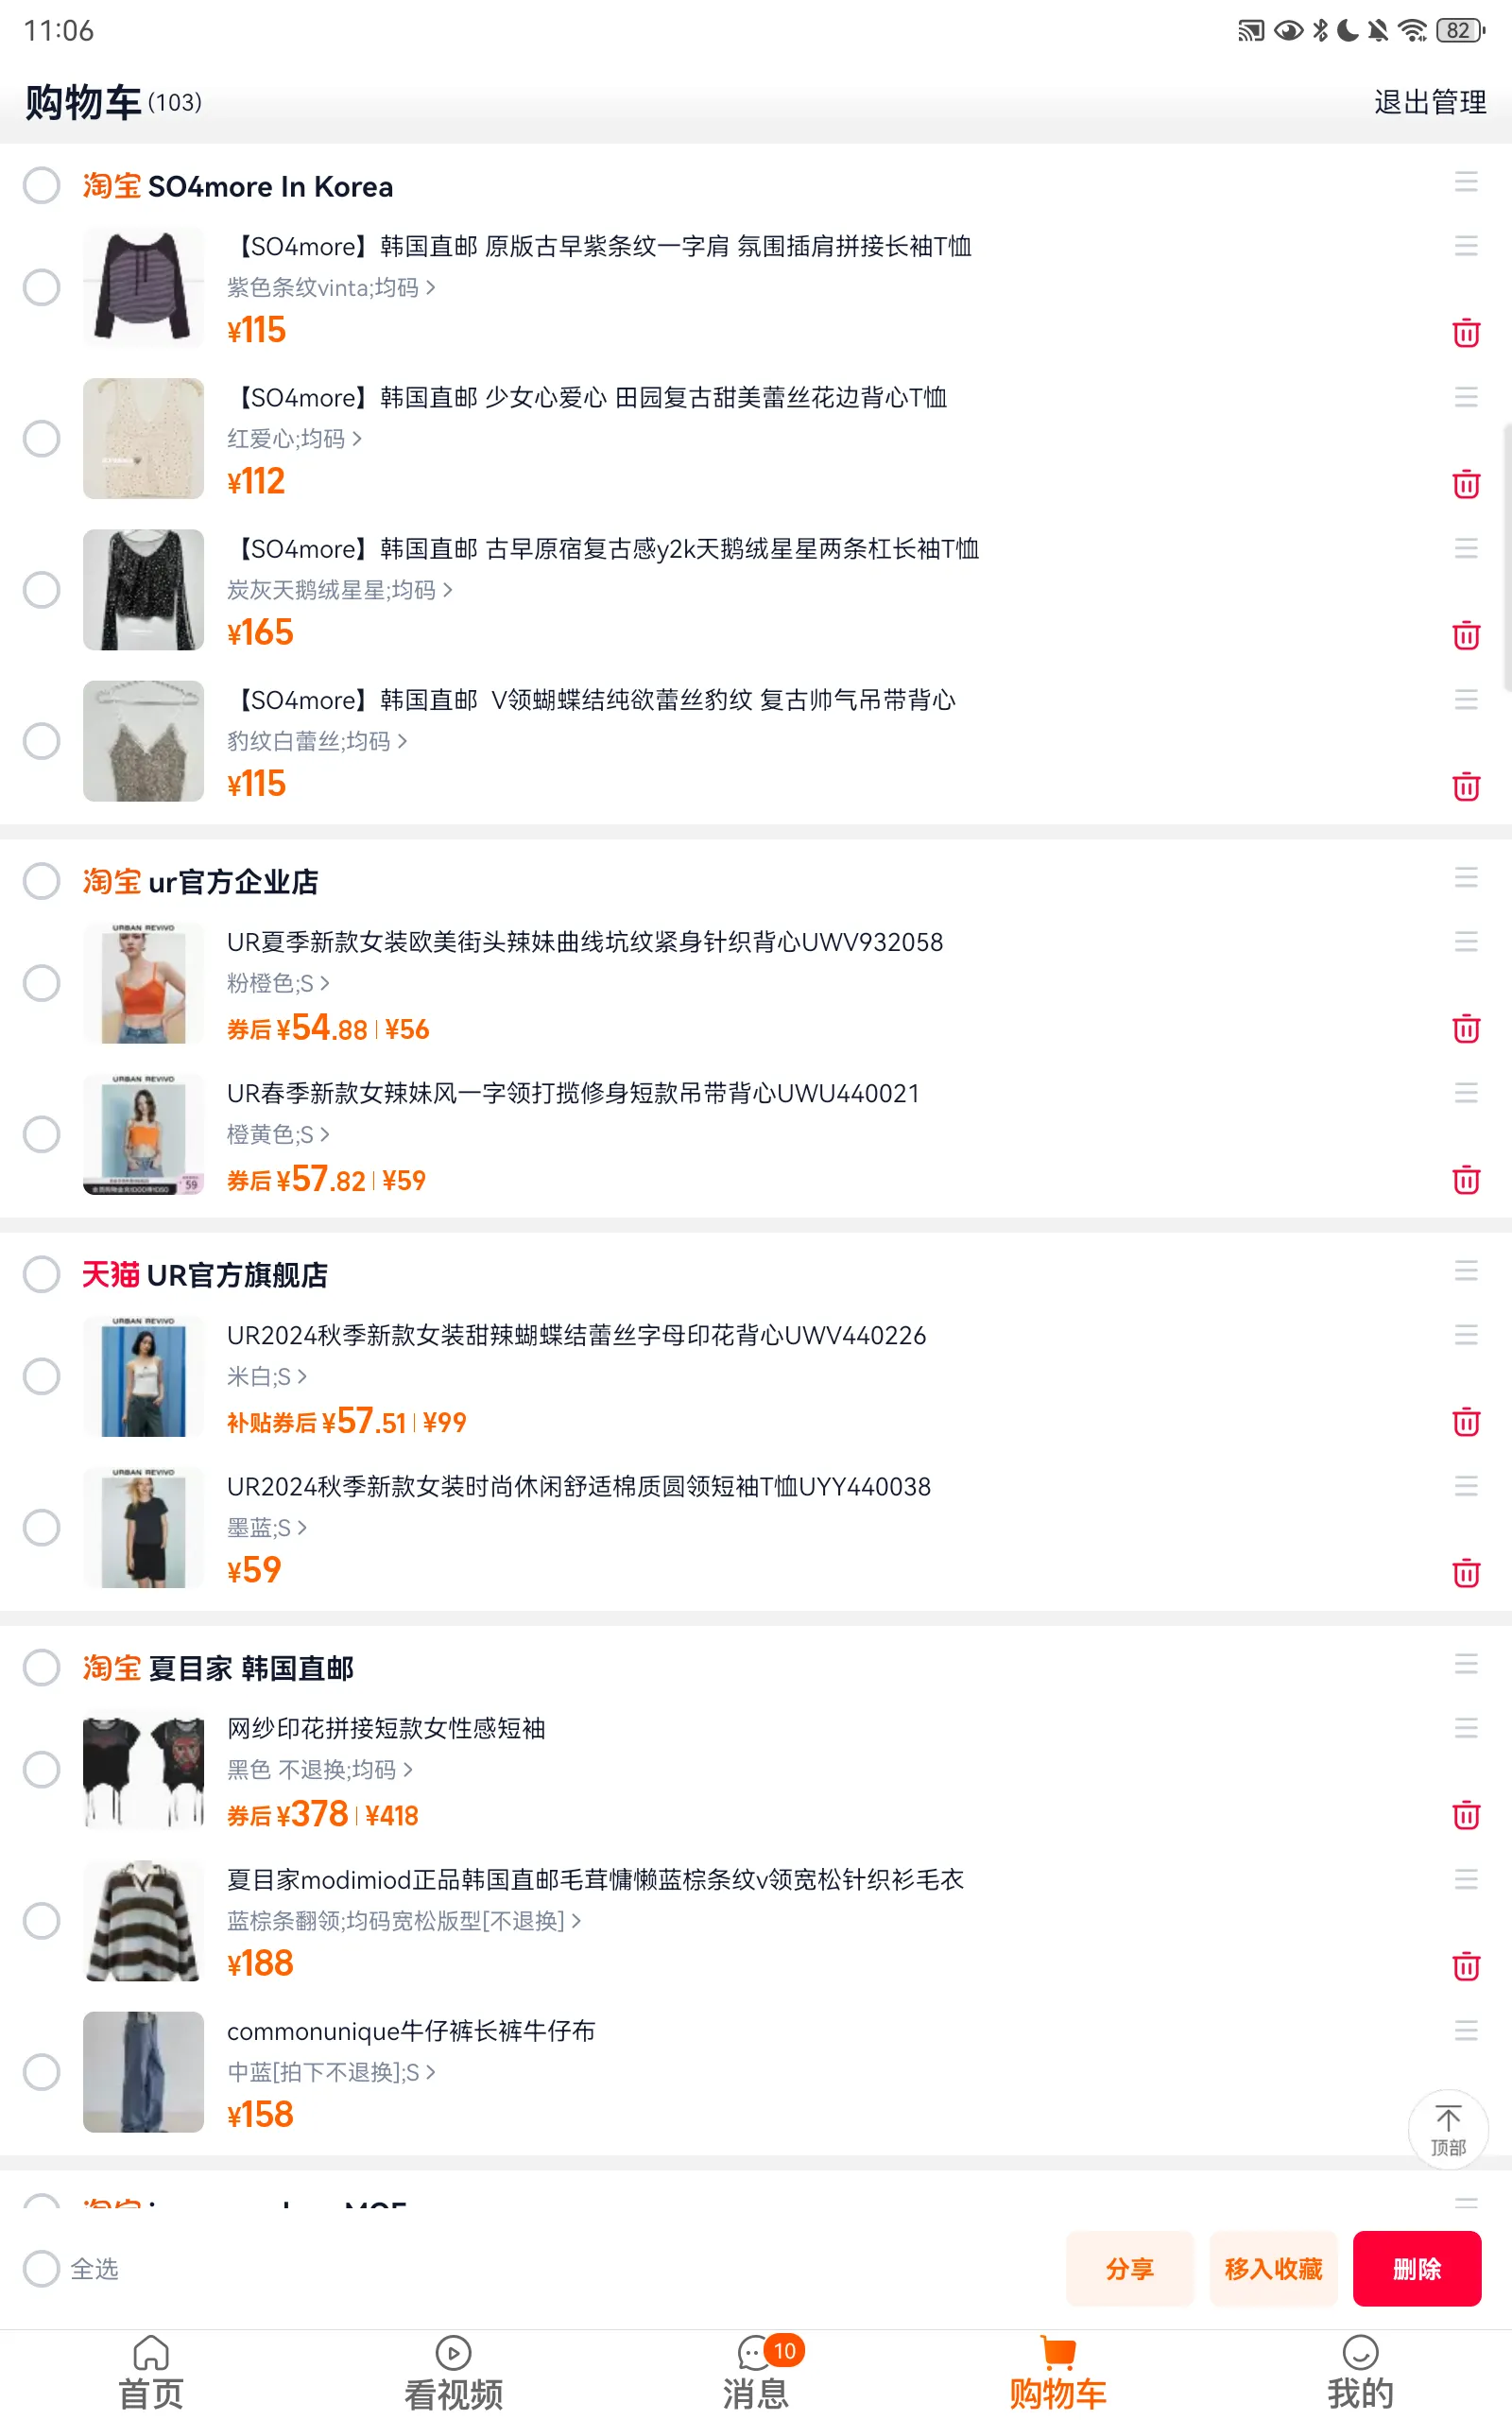 11:06
82
购物车(103)
退出管理
淘宝 SO4more In Korea
【SO4more】韩国直邮 原版古早紫条纹一字肩 氛围插肩拼接长袖T恤
紫色条纹vinta;均码
¥115
【SO4more】韩国直邮 少女心爱心 田园复古甜美蕾丝花边背心T恤
红爱心;均码
¥112
【SO4more】韩国直邮 古早原宿复古感y2k天鹅绒星星两条杠长袖T恤
炭灰天鹅绒星星;均码
¥165
【SO4more】韩国直邮 V领蝴蝶结纯欲蕾丝豹纹 复古帅气吊带背心
豹纹白蕾丝;均码
¥115
淘宝 ur官方企业店
URBAN REVIVO
UR夏季新款女装欧美街头辣妹曲线坑纹紧身针织背心UWV932058
粉橙色;S
券后 ¥54.88 ¥56
URBAN REVIVO
UR春季新款女辣妹风一字领打揽修身短款吊带背心UWU440021
橙黄色;S
59
券后 ¥57.82 ¥59
天猫 UR官方旗舰店
URBAN REVIVO
UR2024秋季新款女装甜辣蝴蝶结蕾丝字母印花背心UWV440226
米白;S
补贴券后 ¥57.51 ¥99
URBAN REVIVO
UR2024秋季新款女装时尚休闲舒适棉质圆领短袖T恤UYY440038
墨蓝;S
¥59
淘宝 夏目家 韩国直邮
网纱印花拼接短款女性感短袖
黑色 不退换;均码
券后 ¥378 ¥418
夏目家modimiod正品韩国直邮毛茸慵懒蓝棕条纹v领宽松针织衫毛衣
蓝棕条翻领;均码宽松版型[不退换]
¥188
commonunique牛仔裤长裤牛仔布
中蓝[拍下不退换];S
¥158
顶部
淘宝
全选
分享
移入收藏
删除
10
首页
看视频
消息
购物车
我的